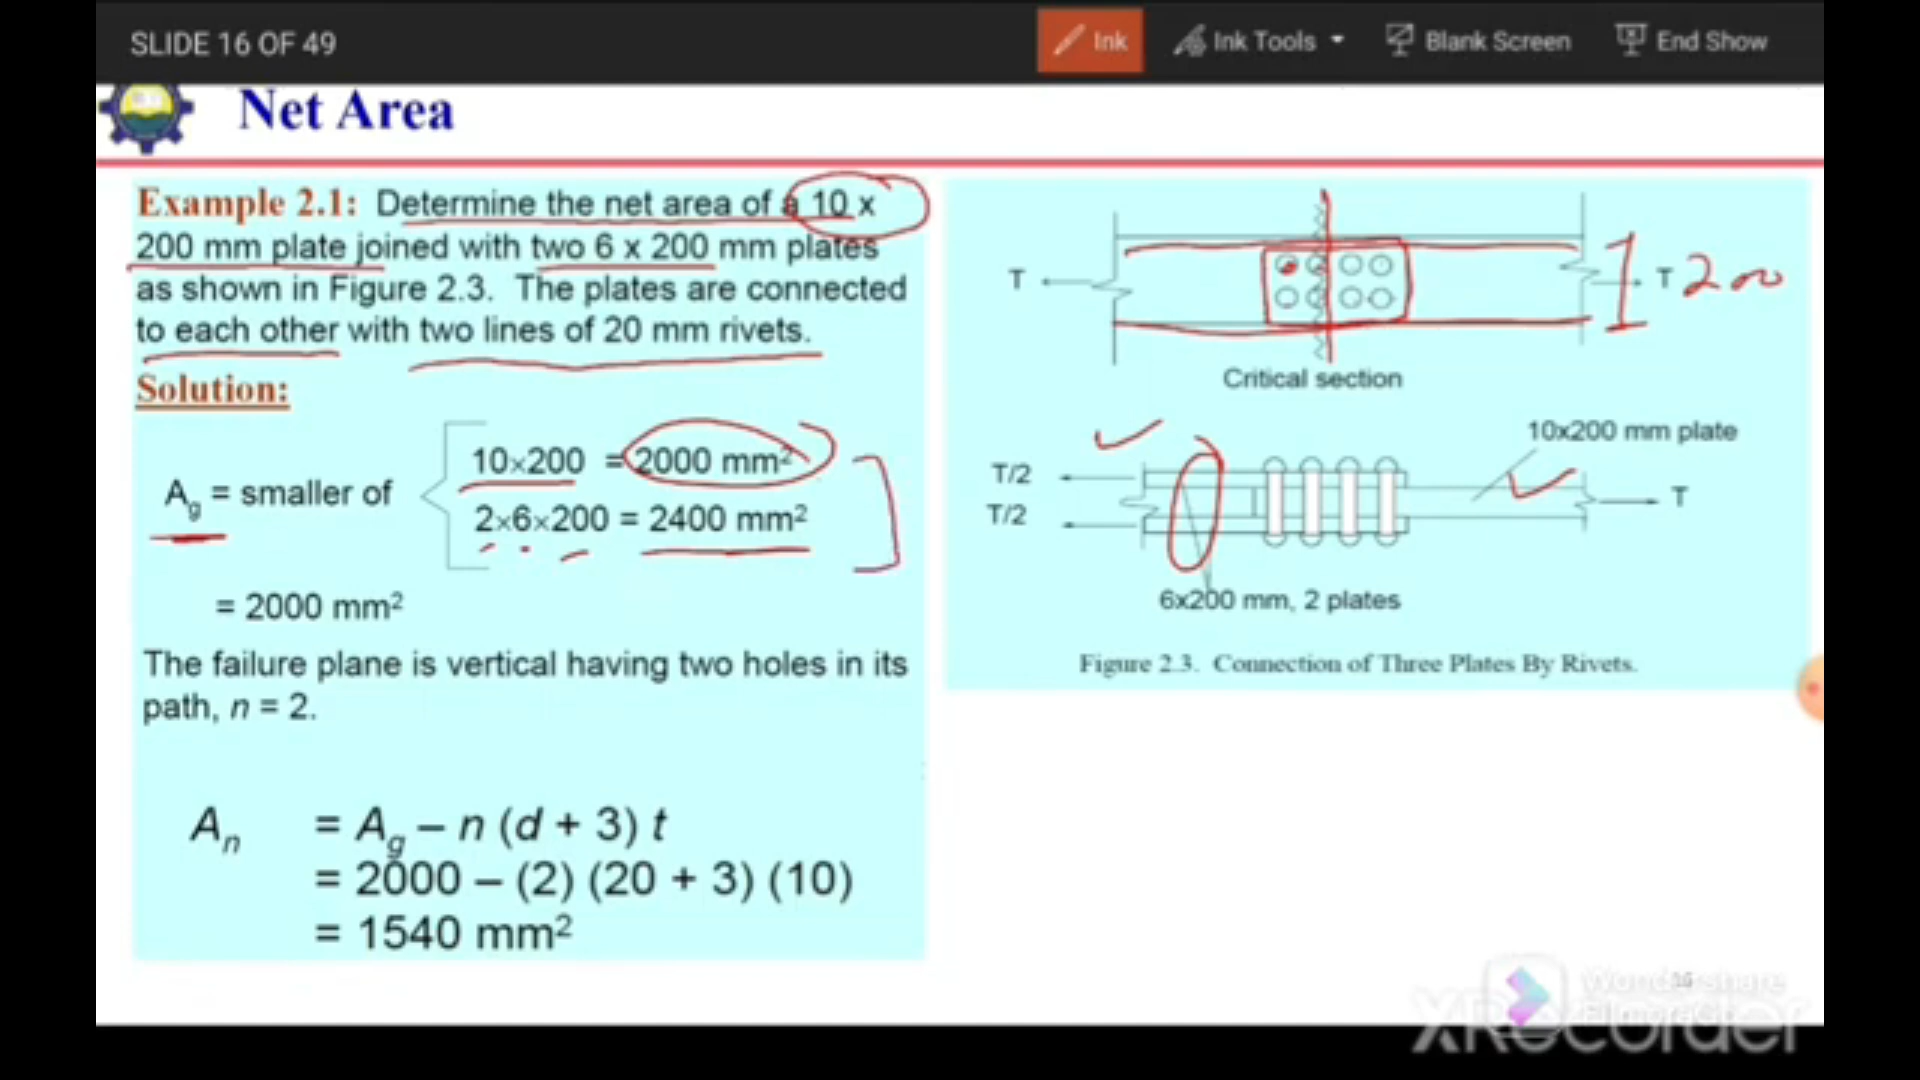 SLIDE 16 OF 49
Ink
Ink Tools
Blank Screen
End Show
Net Area
Example 2.1: Determine the net area of a 10 x
200 mm plate joined with two 6 x 200 mm plates
as shown in Figure 2.3. The plates are connected
to each other with two lines of 20 mm rivets.
Solution:
10×200 = 2000 mm²
Ag = smaller of
2×6×200 = 2400 mm²
= 2000 mm²
The failure plane is vertical having two holes in its
path, n = 2.
An = Ag – n (d + 3) t
= 2000 – (2) (20 + 3) (10)
= 1540 mm²
T
T 200
Critical section
10x200 mm plate
T/2
T
T/2
6x200 mm, 2 plates
Figure 2.3. Connection of Three Plates By Rivets.
16
Wondershare
XRecorder